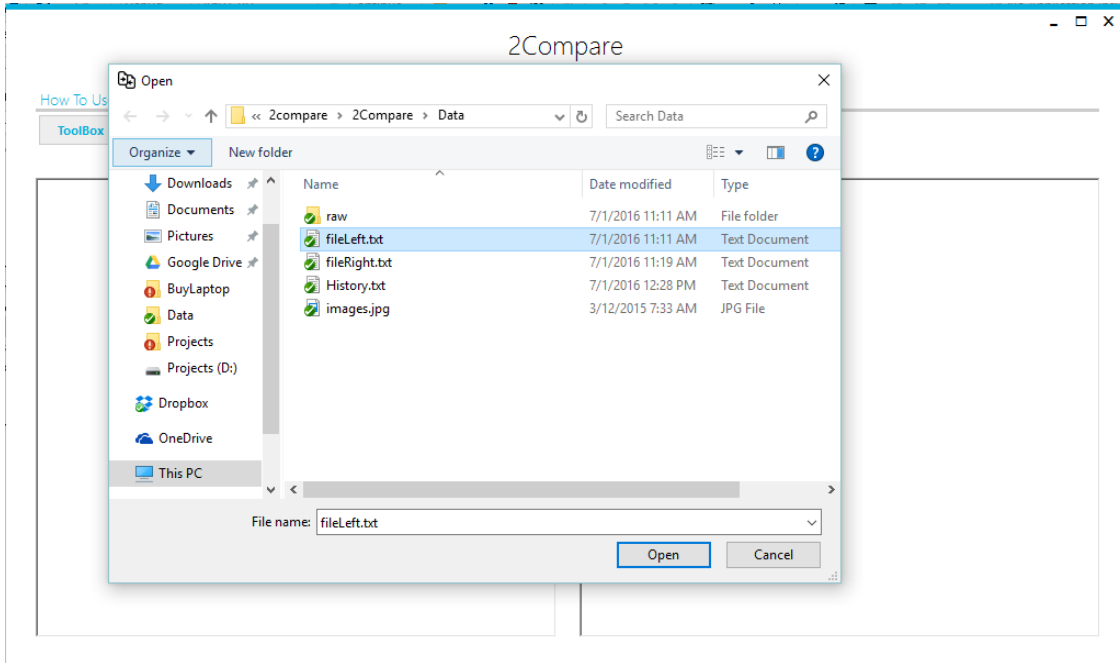 2Compare
How To Us
ToolBox
Open
« 2compare > 2Compare > Data
Search Data
Organize
New folder
Name Date modified Type
Downloads
Documents
Pictures
Google Drive
BuyLaptop
Data
Projects
Projects (D:)
Dropbox
OneDrive
This PC
raw 7/1/2016 11:11 AM File folder
fileLeft.txt 7/1/2016 11:11 AM Text Document
fileRight.txt 7/1/2016 11:19 AM Text Document
History.txt 7/1/2016 12:28 PM Text Document
images.jpg 3/12/2015 7:33 AM JPG File
File name: fileLeft.txt
Open Cancel